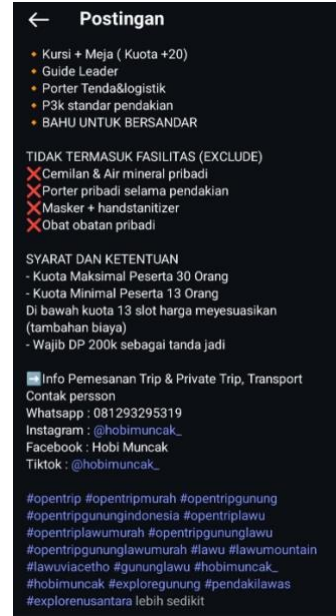 ← Postingan
🔸 Kursi + Meja ( Kuota +20)
🔸 Guide Leader
🔸 Porter Tenda&logistik
🔸 P3k standar pendakian
🔸 BAHU UNTUK BERSANDAR
TIDAK TERMASUK FASILITAS (EXCLUDE)
❌Cemilan & Air mineral pribadi
❌Porter pribadi selama pendakian
❌Masker + handstanitizer
❌Obat obatan pribadi
SYARAT DAN KETENTUAN
- Kuota Maksimal Peserta 30 Orang
- Kuota Minimal Peserta 13 Orang
Di bawah kuota 13 slot harga meyesuasikan
(tambahan biaya)
- Wajib DP 200k sebagai tanda jadi
➡️Info Pemesanan Trip & Private Trip, Transport
Contak persson
Whatsapp : 081293295319
Instagram : @hobimuncak_
Facebook : Hobi Muncak
Tiktok : @hobimuncak_
#opentrip #opentripmurah #opentripgunung
#opentripgunungindonesia #opentriplawu
#opentriplawumurah #opentripgununglawu
#opentripgununglawumurah #lawu #lawumountain
#lawuviacetho #gununglawu #hobimuncak_
#hobimuncak #exploregunung #pendakilawas
#explorenusantara lebih sedikit